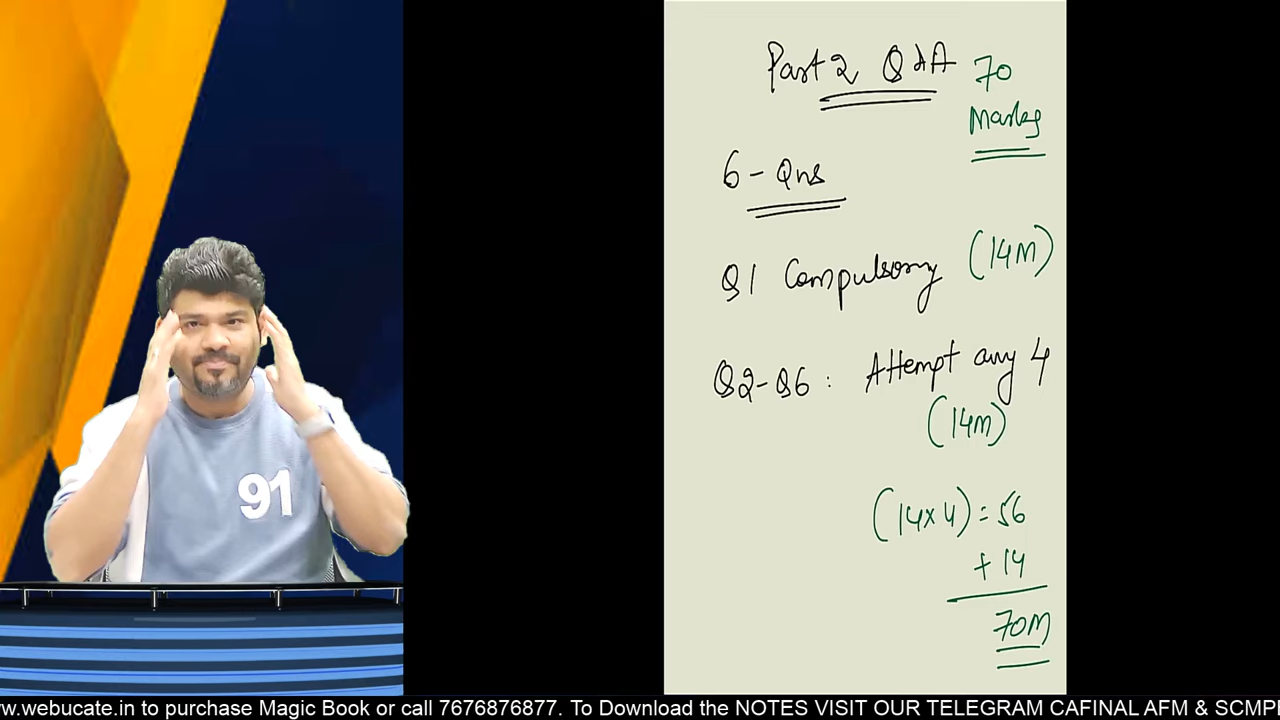 Part 2 Q & A 70
Marks
6 - Qns
Q1 Compulsory (14M)
Q2-Q6 : Attempt any 4
(14M)
(14x4) = 56
+ 14
70M
91
ww.webucate.in to purchase Magic Book or call 7676876877. To Download the NOTES VISIT OUR TELEGRAM CAFINAL AFM & SCMP